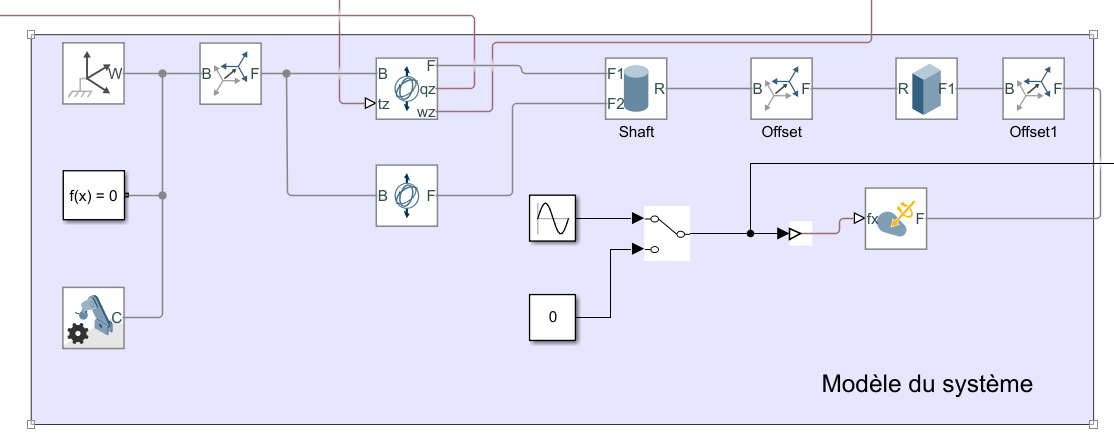 W
B F
B F
tz qz
wz
F1 R
F2
Shaft
B F
Offset
R F1
B F
Offset1
f(x) = 0
B F
fx F
0
C
Modèle du système